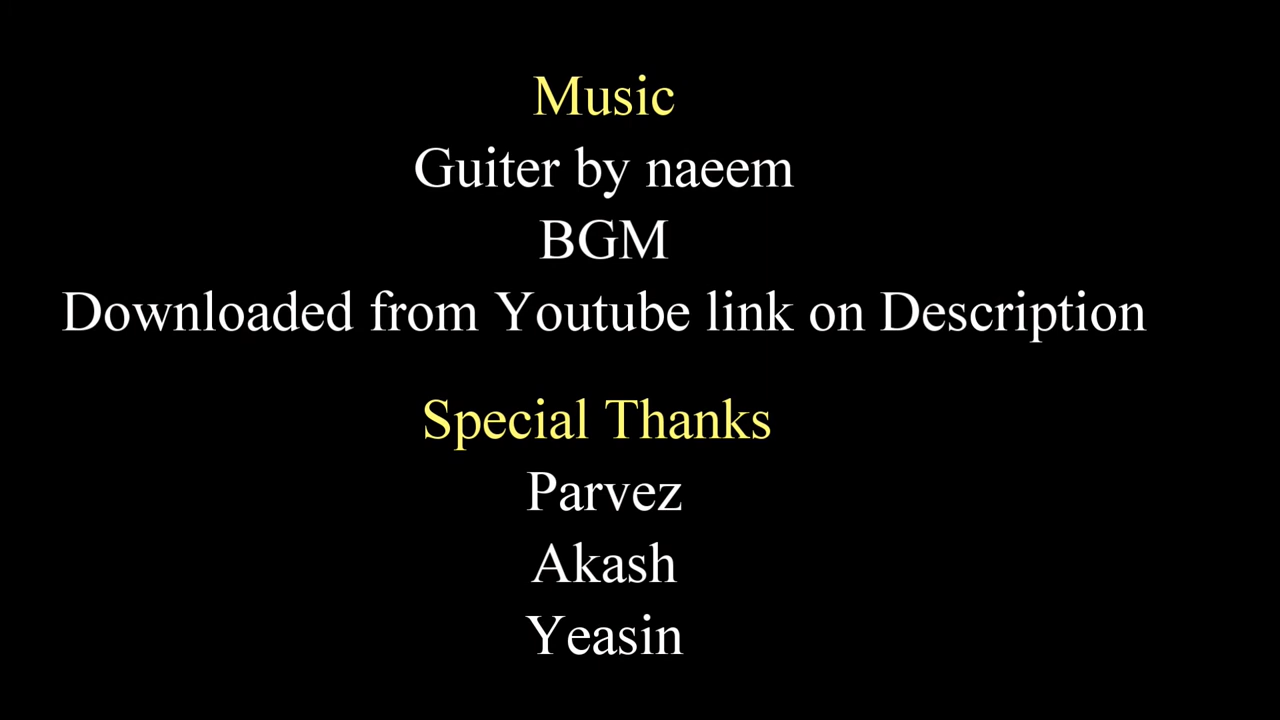 Music
Guiter by naeem
BGM
Downloaded from Youtube link on Description
Special Thanks
Parvez
Akash
Yeasin